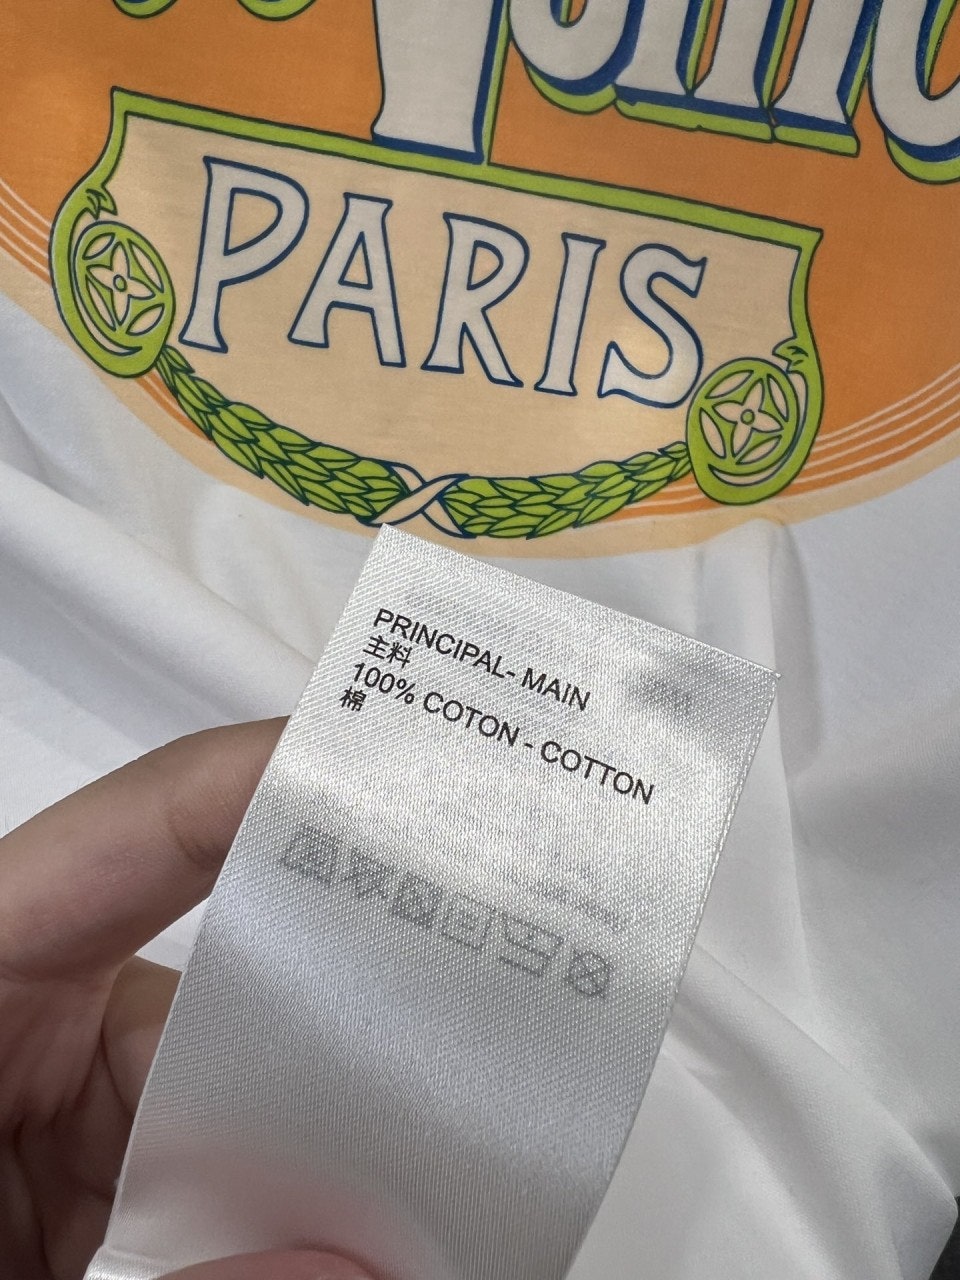 PARIS
PRINCIPAL- MAIN
主料
100% COTON - COTTON
棉